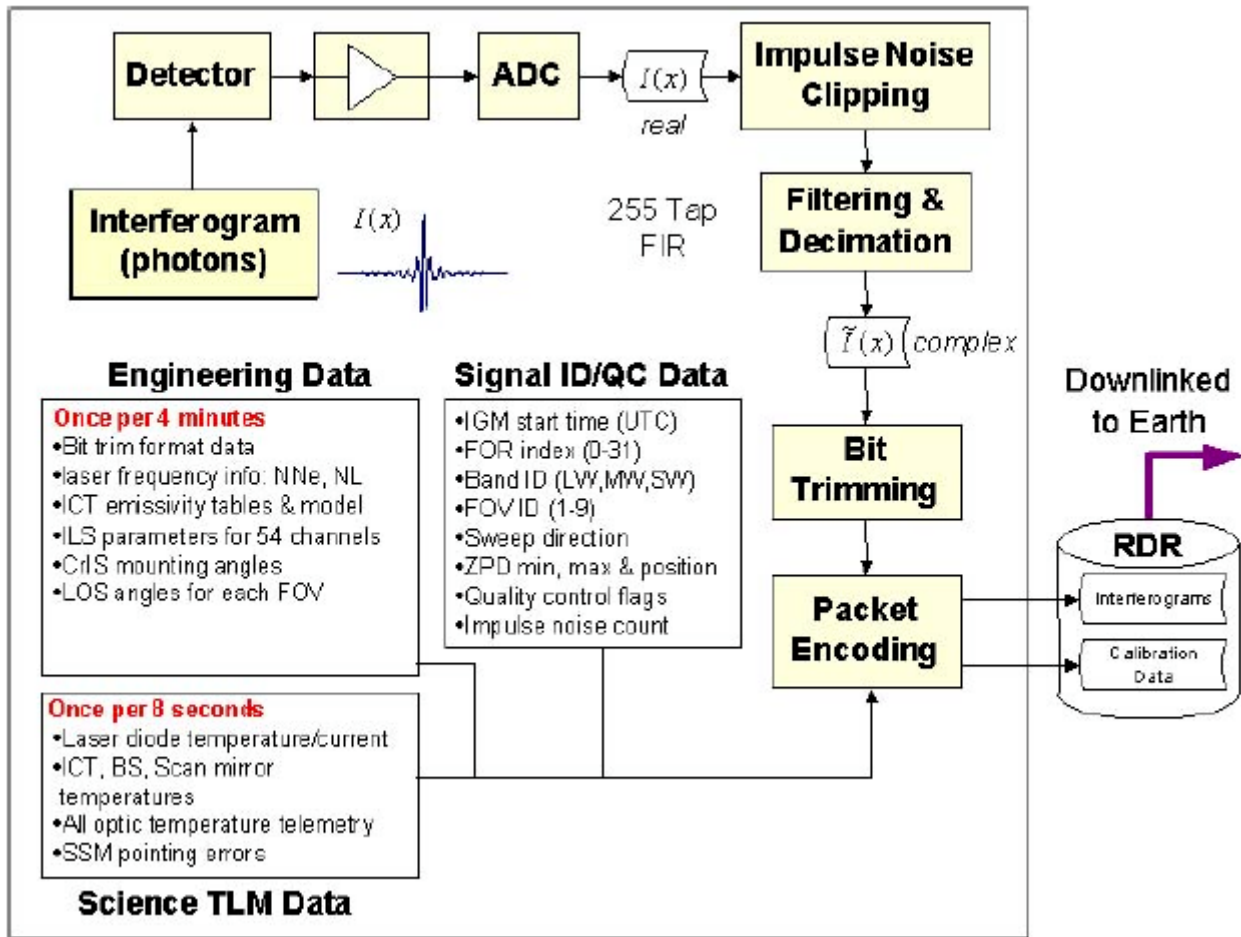 Detector
ADC
I(x)
real
Impulse Noise
Clipping
Interferogram
(photons)
I(x)
255 Tap
FIR
Filtering &
Decimation
Ĩ(x)
complex
Engineering Data
Once per 4 minutes
•Bit trim format data
•laser frequency info: NNe, NL
•ICT emissivity tables & model
•ILS parameters for 54 channels
•CrIS mounting angles
•LOS angles for each FOV
Signal ID/QC Data
•IGM start time (UTC)
•FOR index (0-31)
•Band ID (LW,MW,SW)
•FOV ID (1-9)
•Sweep direction
•ZPD min, max & position
•Quality control flags
•Impulse noise count
Bit
Trimming
Packet
Encoding
Downlinked
to Earth
RDR
Interferograms
Calibration
Data
Once per 8 seconds
•Laser diode temperature/current
•ICT, BS, Scan mirror
temperatures
•All optic temperature telemetry
•SSM pointing errors
Science TLM Data